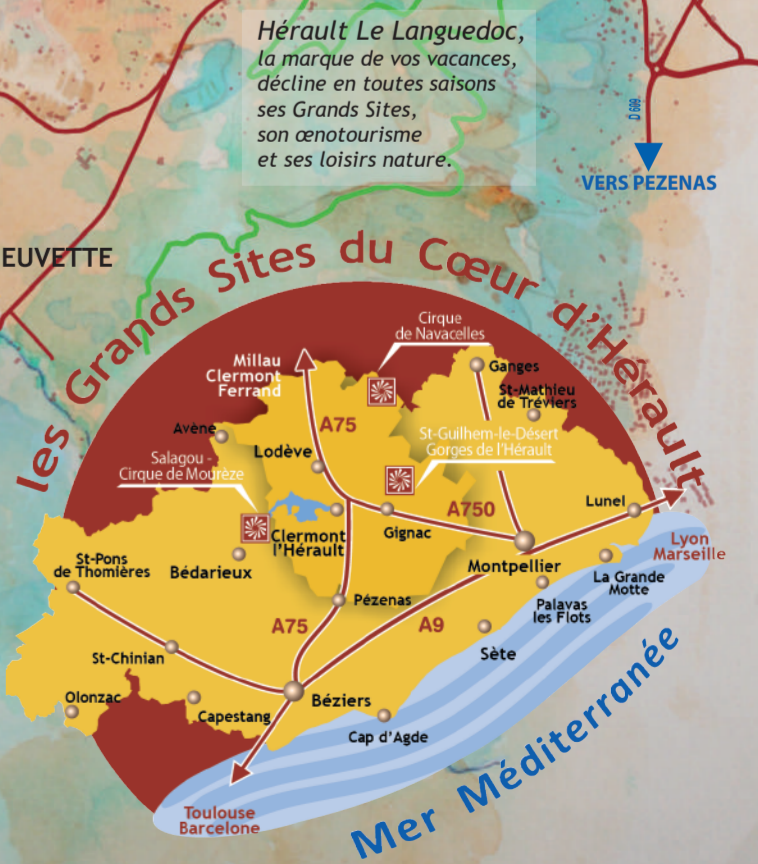 Hérault Le Languedoc,
la marque de vos vacances,
décline en toutes saisons
ses Grands Sites,
son œnotourisme
et ses loisirs nature.
D 609
VERS PEZENAS
EUVETTE
les Grands Sites du Cœur d'Hérault
Cirque
de Navacelles
Millau
Clermont
Ferrand
Ganges
St-Mathieu
de Tréviers
A75
Avène
St-Guilhem-le-Désert
Gorges de l'Hérault
Lodève
Salagou -
Cirque de Mourèze
A750
Lunel
Clermont
l'Hérault
Gignac
Lyon
Marseille
St-Pons
de Thomières
Bédarieux
Montpellier
La Grande
Motte
Pézenas
Palavas
les Flots
A75
A9
St-Chinian
Sète
Olonzac
Béziers
Capestang
Cap d'Agde
Toulouse
Barcelone
Mer Méditerranée